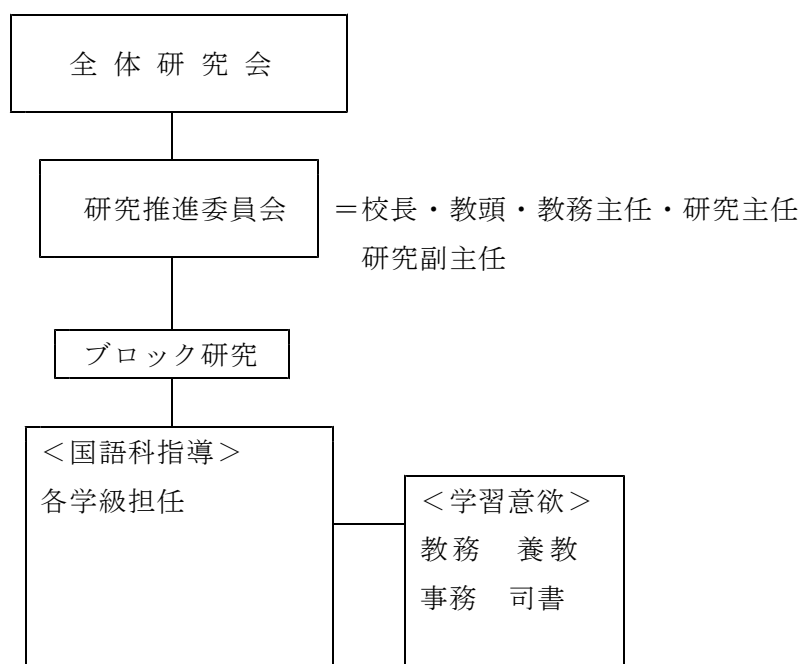 全体研究会
研究推進委員会
=校長・教頭・教務主任・研究主任
研究副主任
ブロック研究
<国語科指導>
各学級担任
<学習意欲>
教務 養教
事務 司書